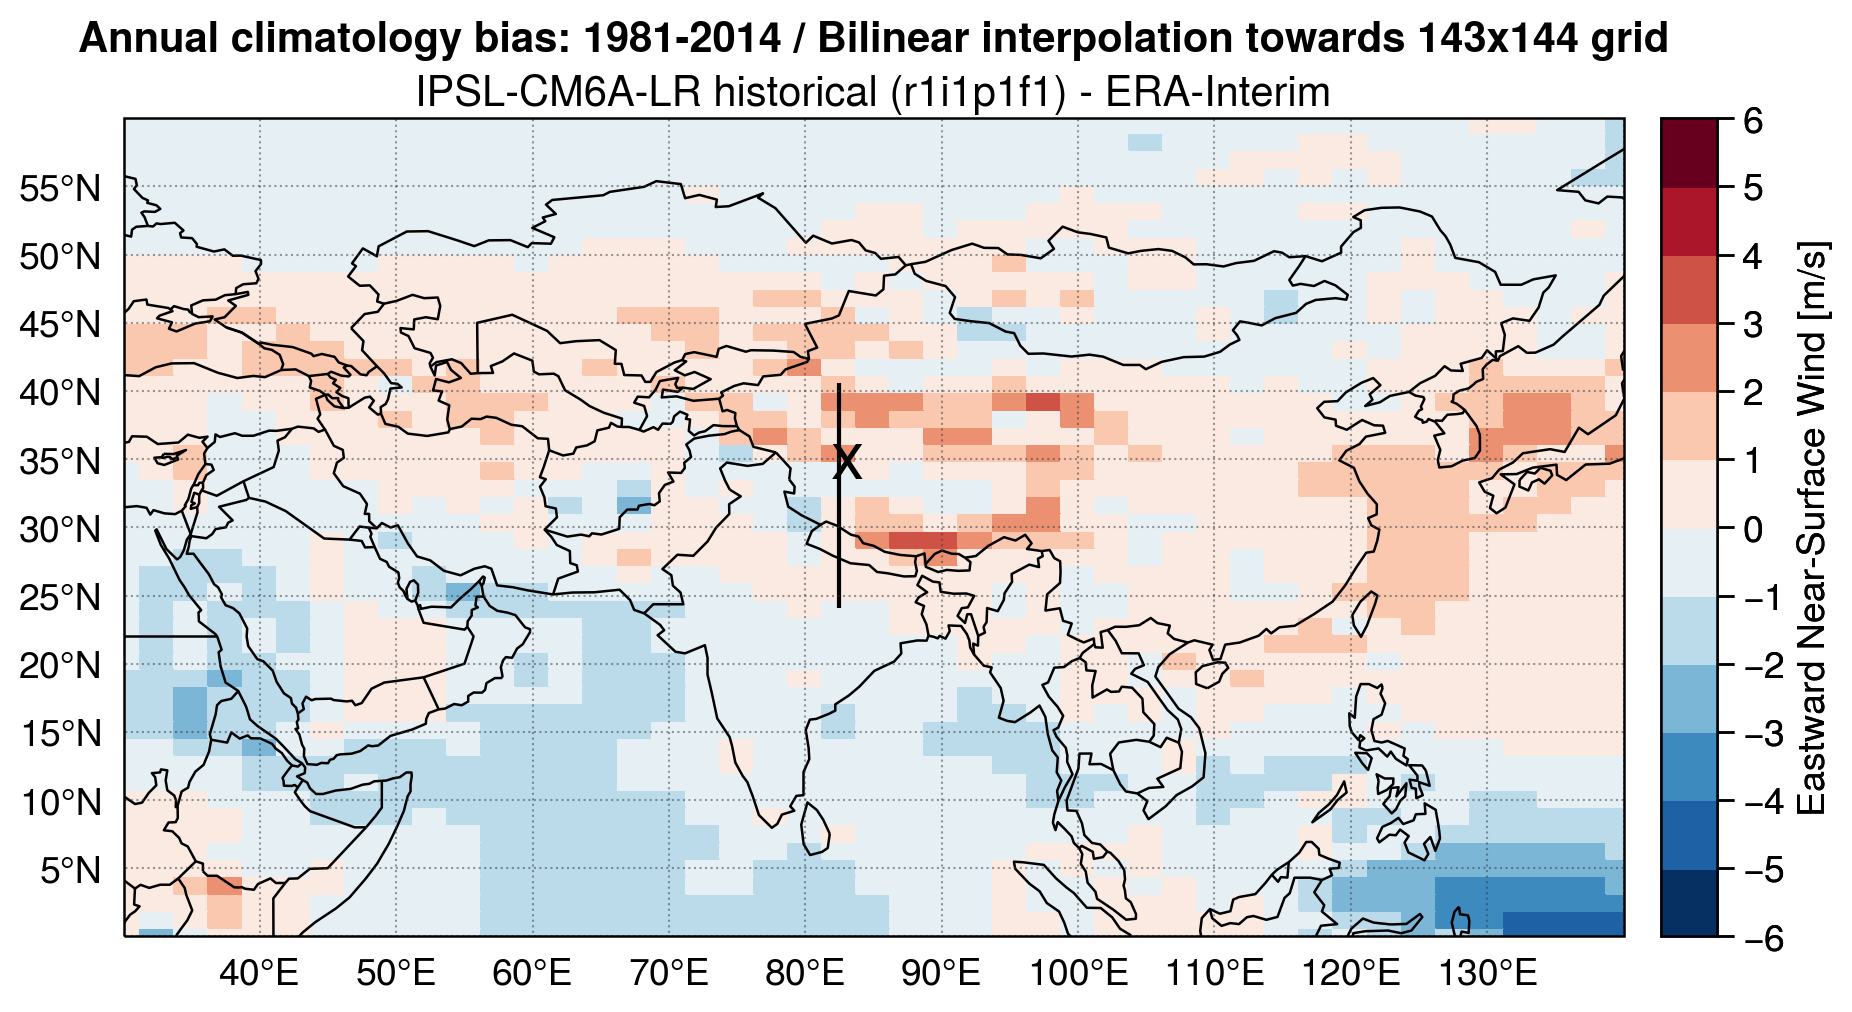 Annual climatology bias: 1981-2014 / Bilinear interpolation towards 143x144 grid
IPSL-CM6A-LR historical (r1i1p1f1) - ERA-Interim
55°N
50°N
45°N
40°N
35°N
30°N
25°N
20°N
15°N
10°N
5°N
X
40°E 50°E 60°E 70°E 80°E 90°E 100°E 110°E 120°E 130°E
6
5
4
3
2
1
0
−1
−2
−3
−4
−5
−6
Eastward Near-Surface Wind [m/s]